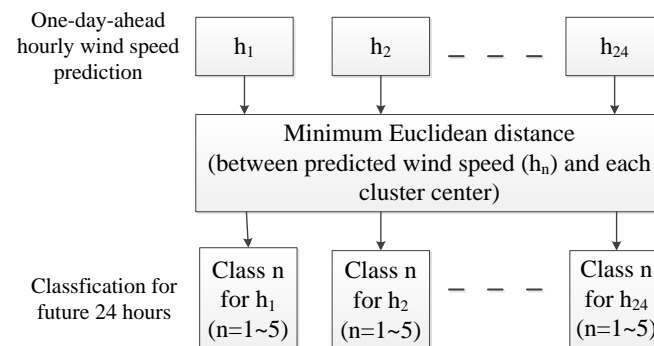 One-day-ahead
hourly wind speed
prediction
h₁
h₂
h₂₄
Minimum Euclidean distance
(between predicted wind speed (hₙ) and each
cluster center)
Classfication for
future 24 hours
Class n
for h₁
(n=1~5)
Class n
for h₂
(n=1~5)
Class n
for h₂₄
(n=1~5)